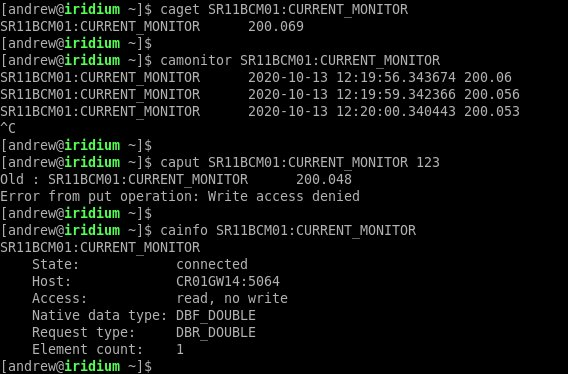 [andrew@iridium ~]$ caget SR11BCM01:CURRENT_MONITOR
SR11BCM01:CURRENT_MONITOR      200.069
[andrew@iridium ~]$
[andrew@iridium ~]$ camonitor SR11BCM01:CURRENT_MONITOR
SR11BCM01:CURRENT_MONITOR      2020-10-13 12:19:56.343674 200.06
SR11BCM01:CURRENT_MONITOR      2020-10-13 12:19:59.342366 200.056
SR11BCM01:CURRENT_MONITOR      2020-10-13 12:20:00.340443 200.053
^C
[andrew@iridium ~]$
[andrew@iridium ~]$ caput SR11BCM01:CURRENT_MONITOR 123
Old : SR11BCM01:CURRENT_MONITOR      200.048
Error from put operation: Write access denied
[andrew@iridium ~]$
[andrew@iridium ~]$ cainfo SR11BCM01:CURRENT_MONITOR
SR11BCM01:CURRENT_MONITOR
    State:            connected
    Host:             CR01GW14:5064
    Access:           read, no write
    Native data type: DBF_DOUBLE
    Request type:     DBR_DOUBLE
    Element count:    1
[andrew@iridium ~]$